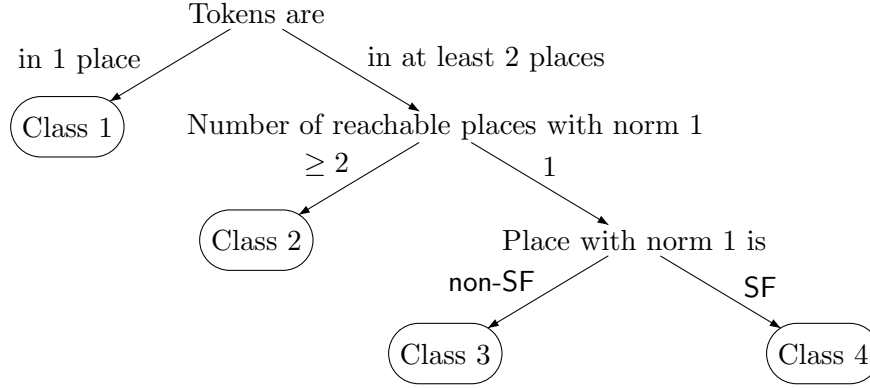 Tokens are
in 1 place
in at least 2 places
Class 1
Number of reachable places with norm 1
≥ 2
1
Class 2
Place with norm 1 is
non-SF
SF
Class 3
Class 4